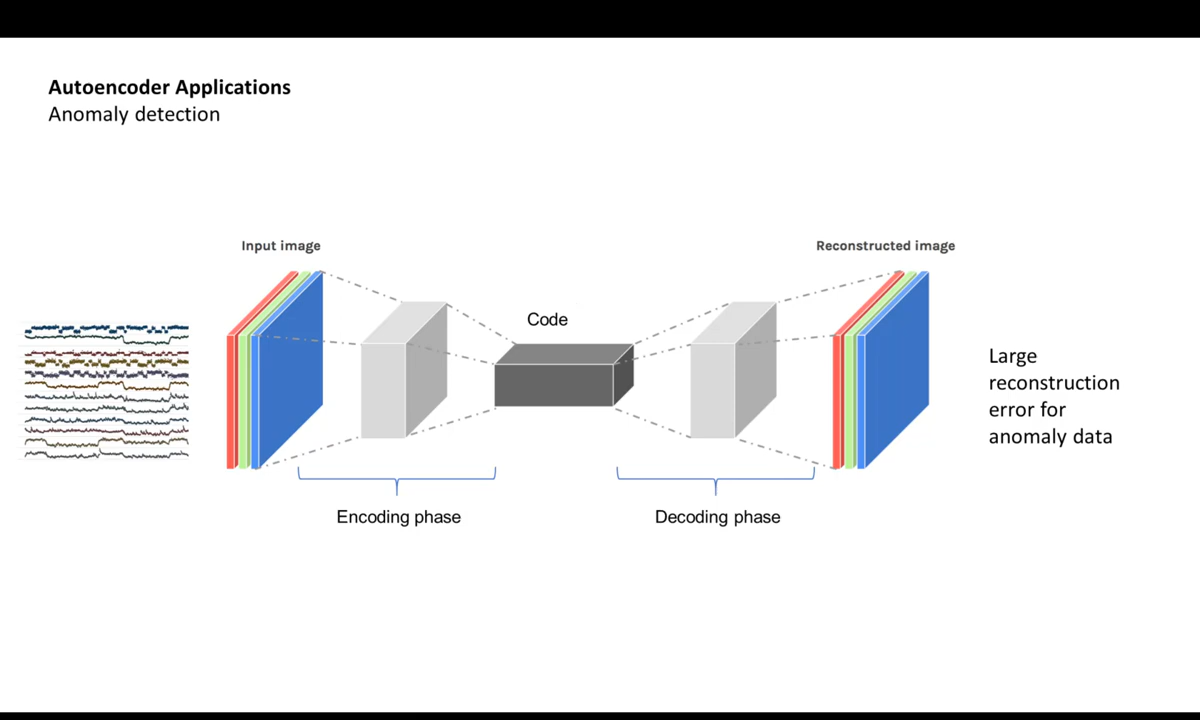 Autoencoder Applications
Anomaly detection
Input image
Reconstructed image
Code
Large
reconstruction
error for
anomaly data
Encoding phase
Decoding phase